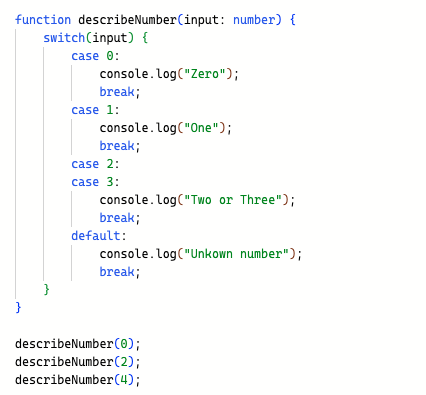 function describeNumber(input: number) {
    switch(input) {
        case 0:
            console.log("Zero");
            break;
        case 1:
            console.log("One");
            break;
        case 2:
        case 3:
            console.log("Two or Three");
            break;
        default:
            console.log("Unkown number");
            break;
    }
}

describeNumber(0);
describeNumber(2);
describeNumber(4);